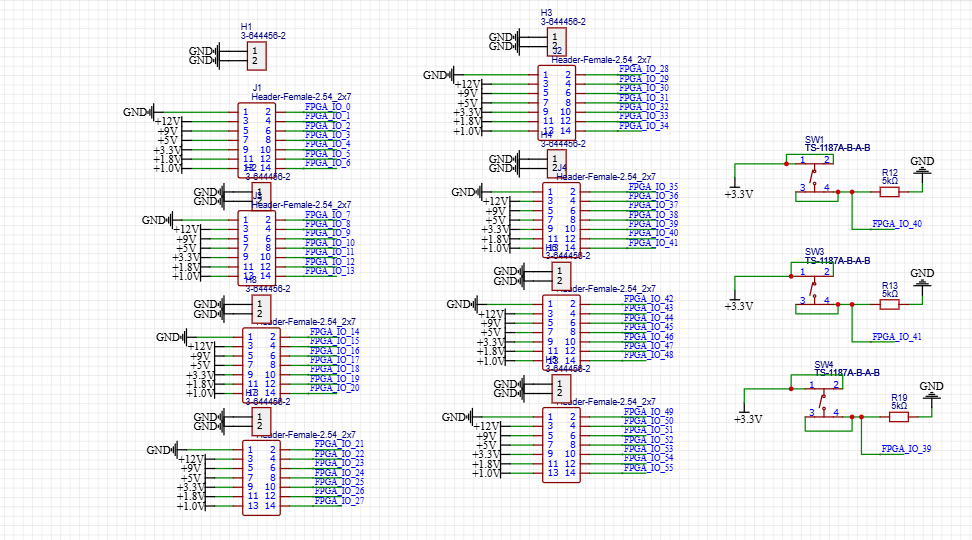 H1
3-644456-2
GND
GND
1
2
J1
Header-Female-2.54_2x7
GND
+12V
+9V
+5V
+3.3V
+1.8V
+1.0V
1 2
3 4
5 6
7 8
9 10
11 12
13 14
FPGA_IO_0
FPGA_IO_1
FPGA_IO_2
FPGA_IO_3
FPGA_IO_4
FPGA_IO_5
FPGA_IO_6
3-644456-2
GND
GND
1
2
Header-Female-2.54_2x7
GND
+12V
+9V
+5V
+3.3V
+1.8V
+1.0V
1 2
3 4
5 6
7 8
9 10
11 12
13 14
FPGA_IO_7
FPGA_IO_8
FPGA_IO_9
FPGA_IO_10
FPGA_IO_11
FPGA_IO_12
FPGA_IO_13
3-644456-2
GND
GND
1
2
Header-Female-2.54_2x7
GND
+12V
+9V
+5V
+3.3V
+1.8V
+1.0V
1 2
3 4
5 6
7 8
9 10
11 12
13 14
FPGA_IO_14
FPGA_IO_15
FPGA_IO_16
FPGA_IO_17
FPGA_IO_18
FPGA_IO_19
FPGA_IO_20
3-644456-2
GND
GND
1
2
Header-Female-2.54_2x7
GND
+12V
+9V
+5V
+3.3V
+1.8V
+1.0V
1 2
3 4
5 6
7 8
9 10
11 12
13 14
FPGA_IO_21
FPGA_IO_22
FPGA_IO_23
FPGA_IO_24
FPGA_IO_25
FPGA_IO_26
FPGA_IO_27
H3
3-644456-2
GND
GND
1
2
J2
Header-Female-2.54_2x7
GND
+12V
+9V
+5V
+3.3V
+1.8V
+1.0V
1 2
3 4
5 6
7 8
9 10
11 12
13 14
FPGA_IO_28
FPGA_IO_29
FPGA_IO_30
FPGA_IO_31
FPGA_IO_32
FPGA_IO_33
FPGA_IO_34
H4
3-644456-2
GND
GND
1
2
J4
Header-Female-2.54_2x7
GND
+12V
+9V
+5V
+3.3V
+1.8V
+1.0V
1 2
3 4
5 6
7 8
9 10
11 12
13 14
FPGA_IO_35
FPGA_IO_36
FPGA_IO_37
FPGA_IO_38
FPGA_IO_39
FPGA_IO_40
FPGA_IO_41
3-644456-2
GND
GND
1
2
Header-Female-2.54_2x7
GND
+12V
+9V
+5V
+3.3V
+1.8V
+1.0V
1 2
3 4
5 6
7 8
9 10
11 12
13 14
FPGA_IO_42
FPGA_IO_43
FPGA_IO_44
FPGA_IO_45
FPGA_IO_46
FPGA_IO_47
FPGA_IO_48
3-644456-2
GND
GND
1
2
Header-Female-2.54_2x7
GND
+12V
+9V
+5V
+3.3V
+1.8V
+1.0V
1 2
3 4
5 6
7 8
9 10
11 12
13 14
FPGA_IO_49
FPGA_IO_50
FPGA_IO_51
FPGA_IO_52
FPGA_IO_53
FPGA_IO_54
FPGA_IO_55
SW1
TS-1187A-B-A-B
1 2
3 4
+3.3V
R12
5kΩ
GND
FPGA_IO_40
SW3
TS-1187A-B-A-B
1 2
3 4
+3.3V
R13
5kΩ
GND
FPGA_IO_41
SW4
TS-1187A-B-A-B
1 2
3 4
+3.3V
R19
5kΩ
GND
FPGA_IO_39